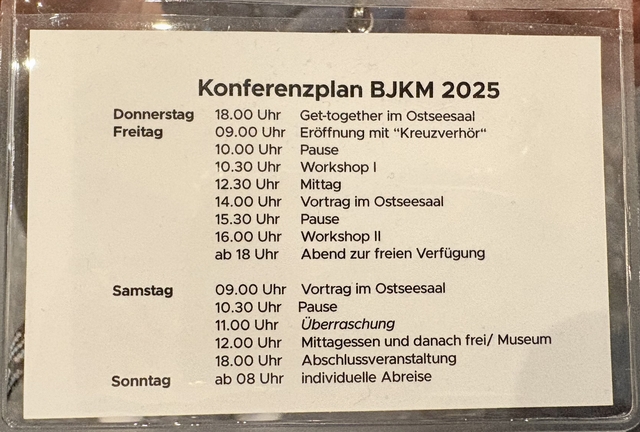 Konferenzplan BJKM 2025
Donnerstag 18.00 Uhr Get-together im Ostseesaal
Freitag 09.00 Uhr Eröffnung mit “Kreuzverhör“
10.00 Uhr Pause
10.30 Uhr Workshop I
12.30 Uhr Mittag
14.00 Uhr Vortrag im Ostseesaal
15.30 Uhr Pause
16.00 Uhr Workshop II
ab 18 Uhr Abend zur freien Verfügung
Samstag 09.00 Uhr Vortrag im Ostseesaal
10.30 Uhr Pause
11.00 Uhr Überraschung
12.00 Uhr Mittagessen und danach frei/ Museum
18.00 Uhr Abschlussveranstaltung
Sonntag ab 08 Uhr individuelle Abreise